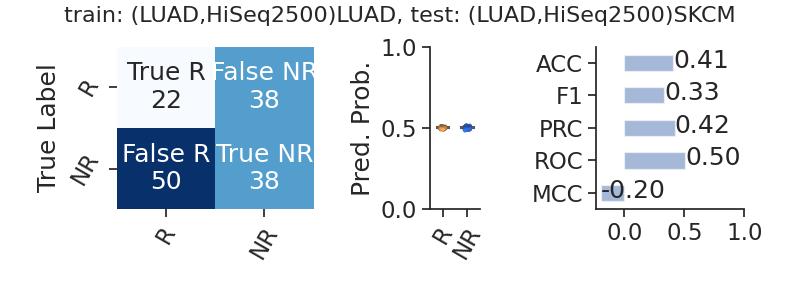 train: (LUAD,HiSeq2500)LUAD, test: (LUAD,HiSeq2500)SKCM
True Label
R
NR
True R
22
False NR
38
False R
50
True NR
38
R
NR
Pred. Prob.
1.0
0.5
0.0
R
NR
ACC
F1
PRC
ROC
MCC
0.41
0.33
0.42
0.50
-0.20
0.0
0.5
1.0